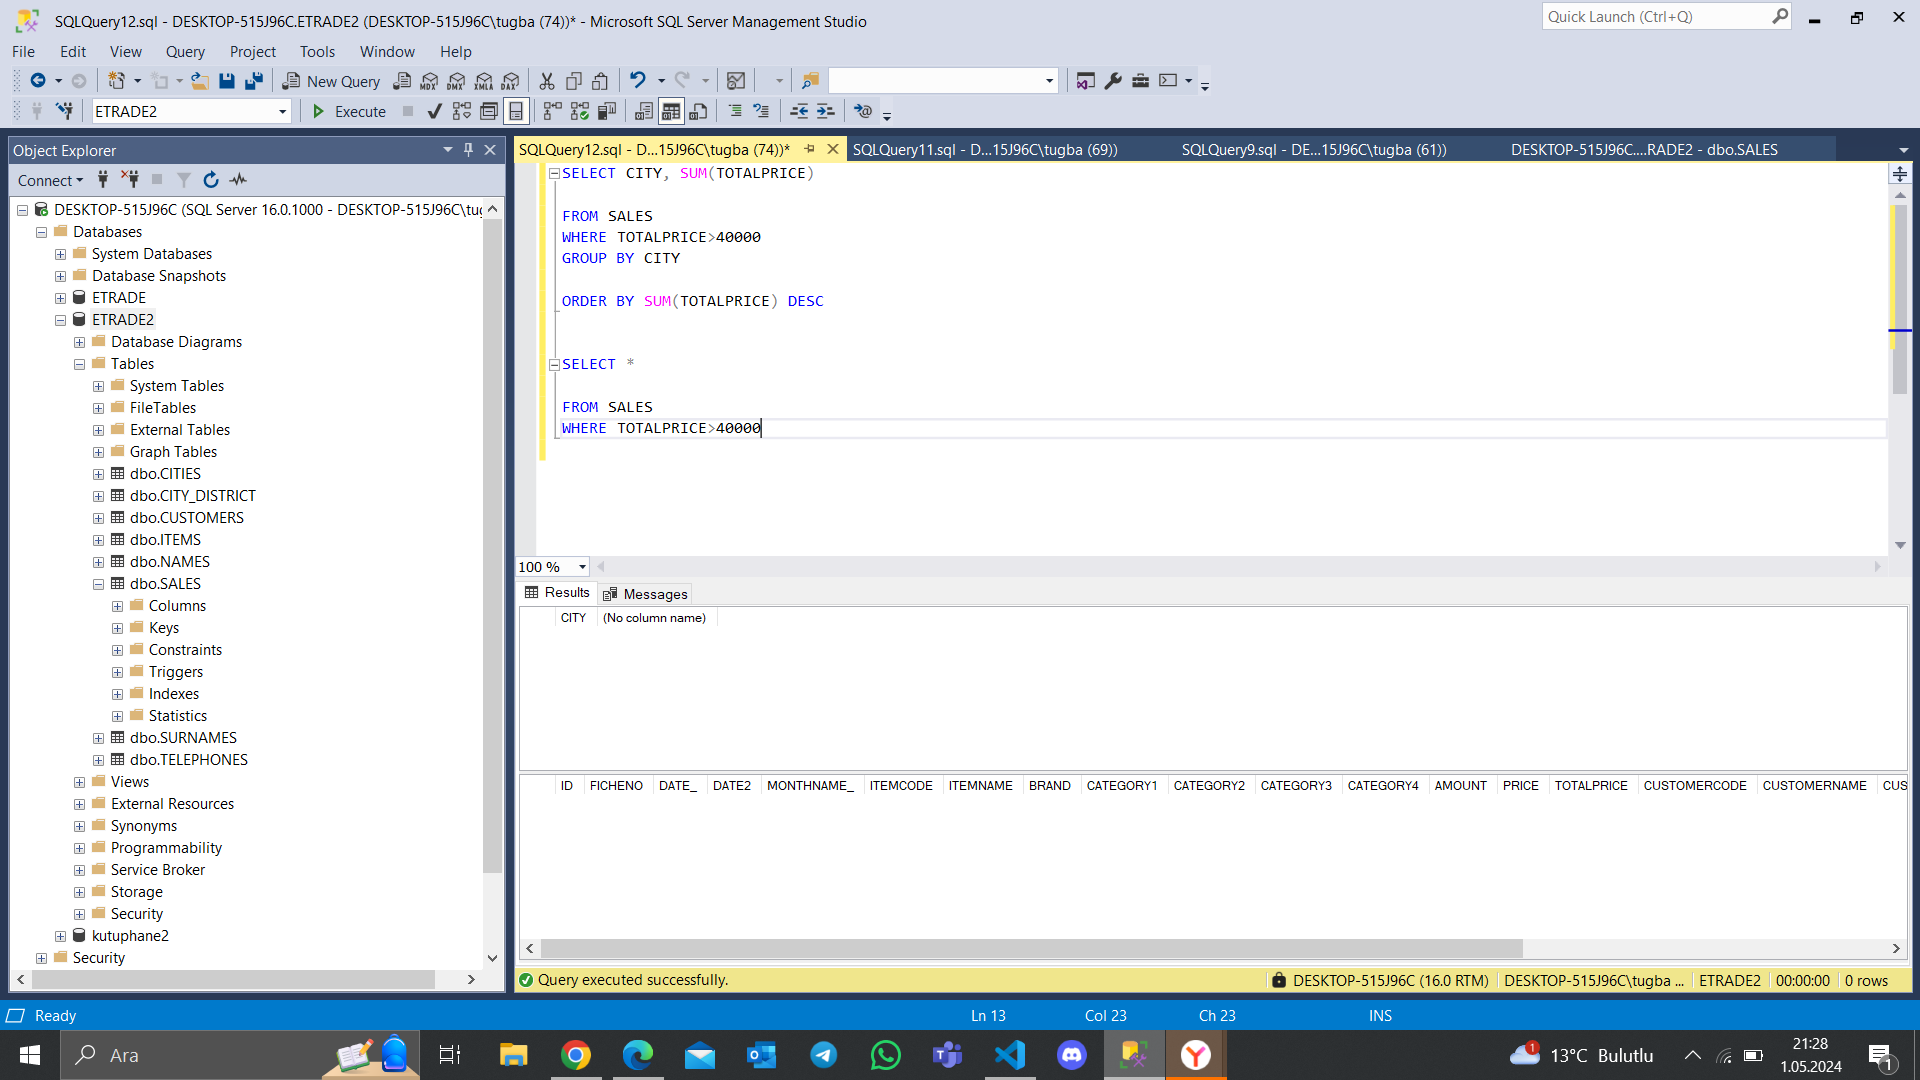 SQLQuery12.sql - DESKTOP-515J96C.ETRADE2 (DESKTOP-515J96C\tugba (74))* - Microsoft SQL Server Management Studio
Quick Launch (Ctrl+Q)
File Edit View Query Project Tools Window Help
New Query MDX DMX XMLA DAX
ETRADE2 Execute
Object Explorer
Connect
DESKTOP-515J96C (SQL Server 16.0.1000 - DESKTOP-515J96C\tug
Databases
System Databases
Database Snapshots
ETRADE
ETRADE2
Database Diagrams
Tables
System Tables
FileTables
External Tables
Graph Tables
dbo.CITIES
dbo.CITY_DISTRICT
dbo.CUSTOMERS
dbo.ITEMS
dbo.NAMES
dbo.SALES
Columns
Keys
Constraints
Triggers
Indexes
Statistics
dbo.SURNAMES
dbo.TELEPHONES
Views
External Resources
Synonyms
Programmability
Service Broker
Storage
Security
kutuphane2
Security
SQLQuery12.sql - D...15J96C\tugba (74))* SQLQuery11.sql - D...15J96C\tugba (69)) SQLQuery9.sql - DE...15J96C\tugba (61)) DESKTOP-515J96C....RADE2 - dbo.SALES
SELECT CITY, SUM(TOTALPRICE)
FROM SALES
WHERE TOTALPRICE>40000
GROUP BY CITY
ORDER BY SUM(TOTALPRICE) DESC
SELECT *
FROM SALES
WHERE TOTALPRICE>40000
100 %
Results Messages
CITY (No column name)
ID FICHENO DATE_ DATE2 MONTHNAME_ ITEMCODE ITEMNAME BRAND CATEGORY1 CATEGORY2 CATEGORY3 CATEGORY4 AMOUNT PRICE TOTALPRICE CUSTOMERCODE CUSTOMERNAME CUS
Query executed successfully. DESKTOP-515J96C (16.0 RTM) DESKTOP-515J96C\tugba ... ETRADE2 00:00:00 0 rows
Ready Ln 13 Col 23 Ch 23 INS
Ara 1 13°C Bulutlu 21:28
1.05.2024 1